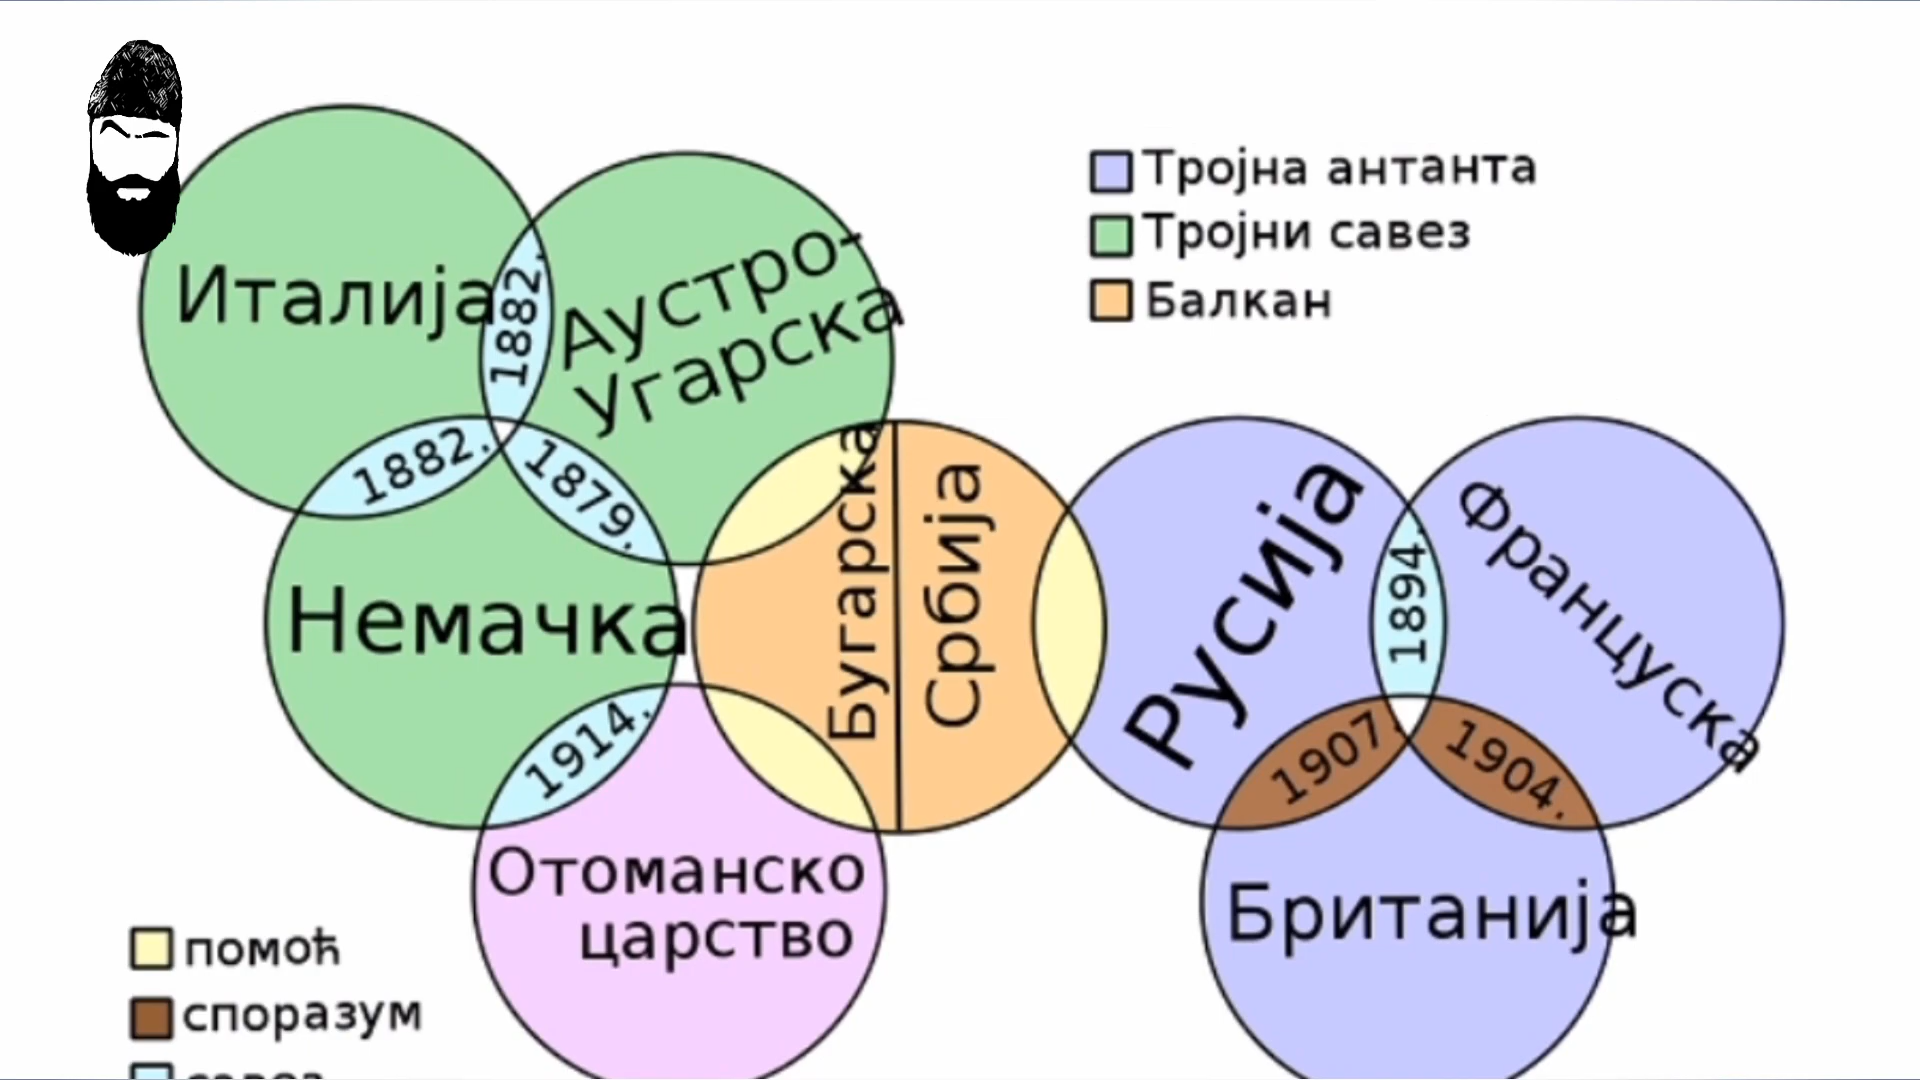 Тројна антанта
Тројни савез
Балкан
Италија
1882.
Аустро-
угарска
1882.
1879.
Немачка
1914.
Бугарска
Србија
Русија
1894.
Француска
1907.
1904.
Отоманско
царство
Британија
помоћ
споразум